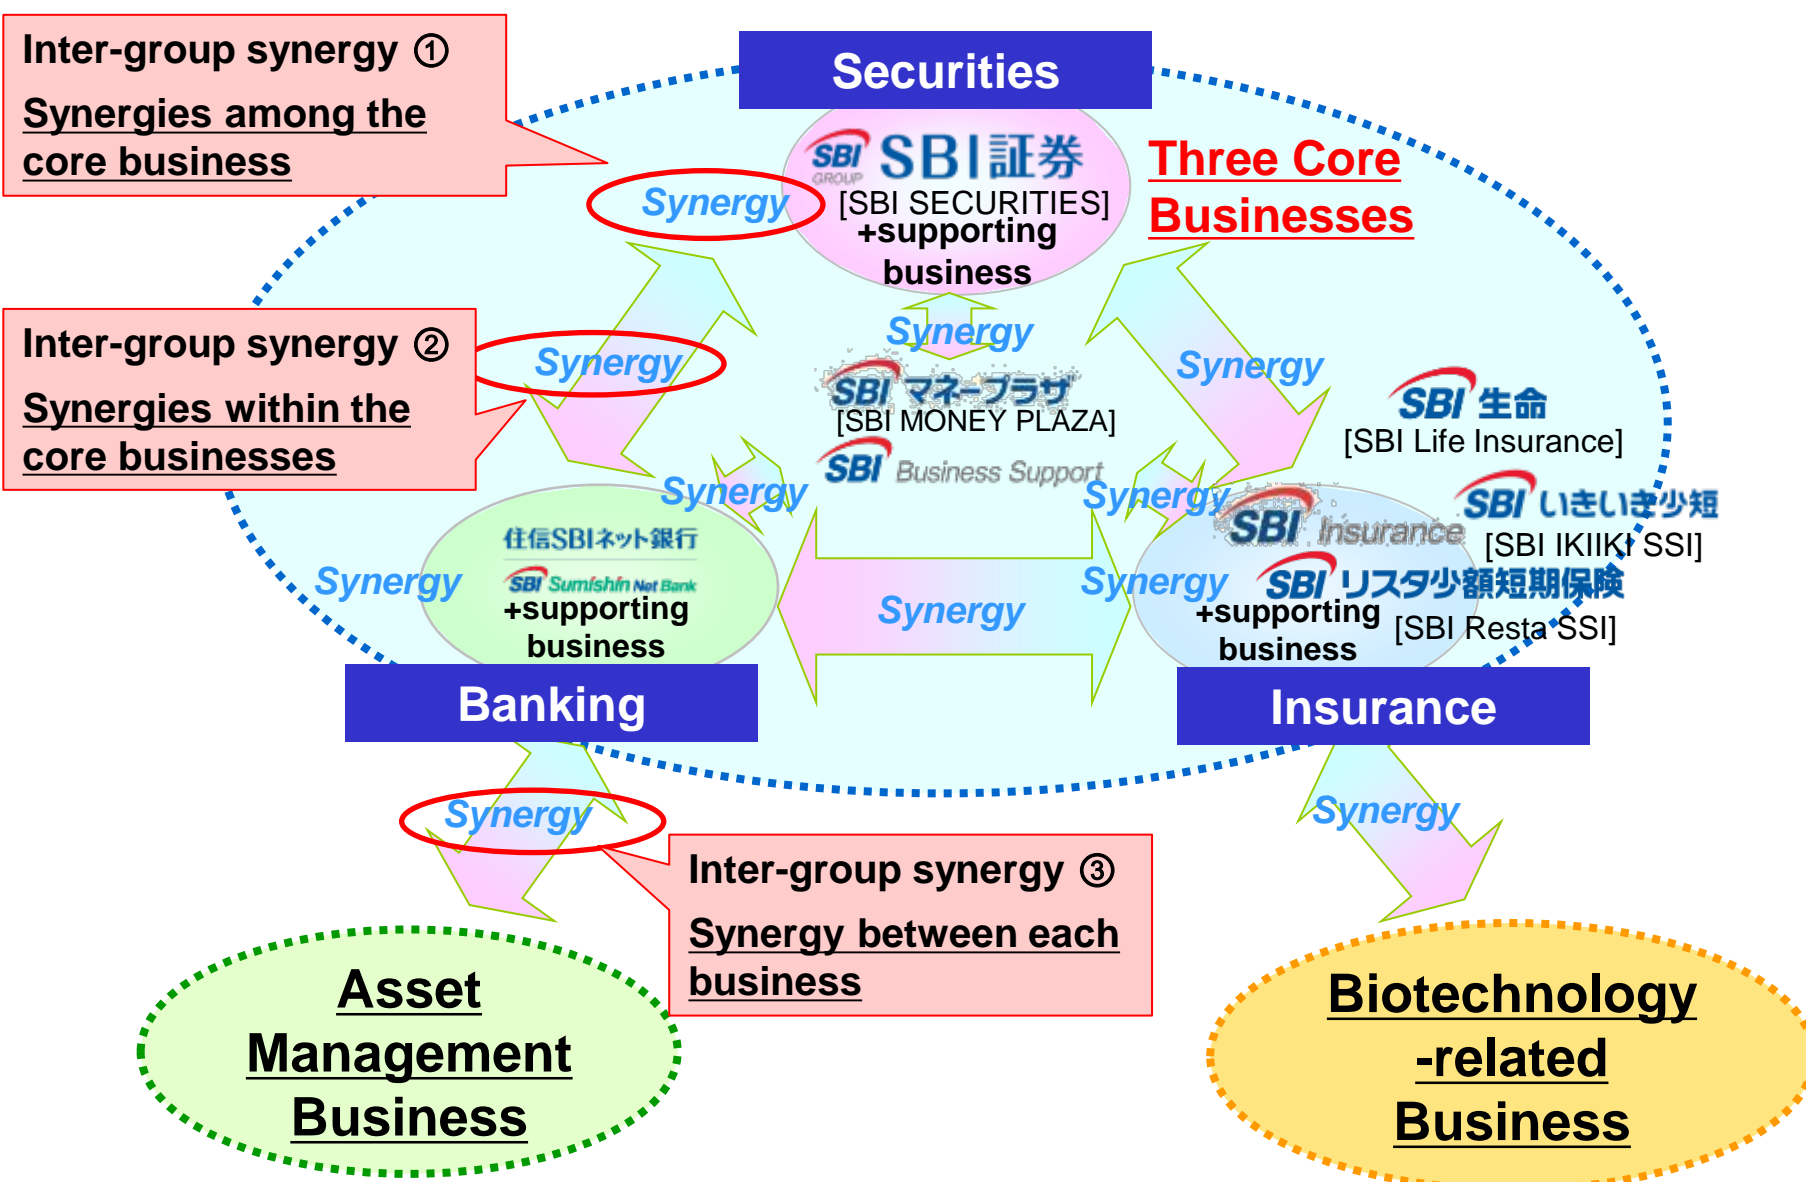 Inter-group synergy ①
Synergies among the
core business
Securities
SBI
GROUP
SBI証券
[SBI SECURITIES]
+supporting
business
Synergy
Three Core
Businesses
Inter-group synergy ②
Synergies within the
core businesses
Synergy
Synergy
Synergy
SBI マネープラザ
[SBI MONEY PLAZA]
SBI Business Support
SBI 生命
[SBI Life Insurance]
Synergy
Synergy
SBI Insurance
SBI いきいき少短
[SBI IKIIKI SSI]
住信SBIネット銀行
SBI Sumishin Net Bank
+supporting
business
Synergy
Synergy
Synergy
SBI リスタ少額短期保険
+supporting
business
[SBI Resta SSI]
Banking
Insurance
Synergy
Synergy
Inter-group synergy ③
Synergy between each
business
Asset
Management
Business
Biotechnology
-related
Business